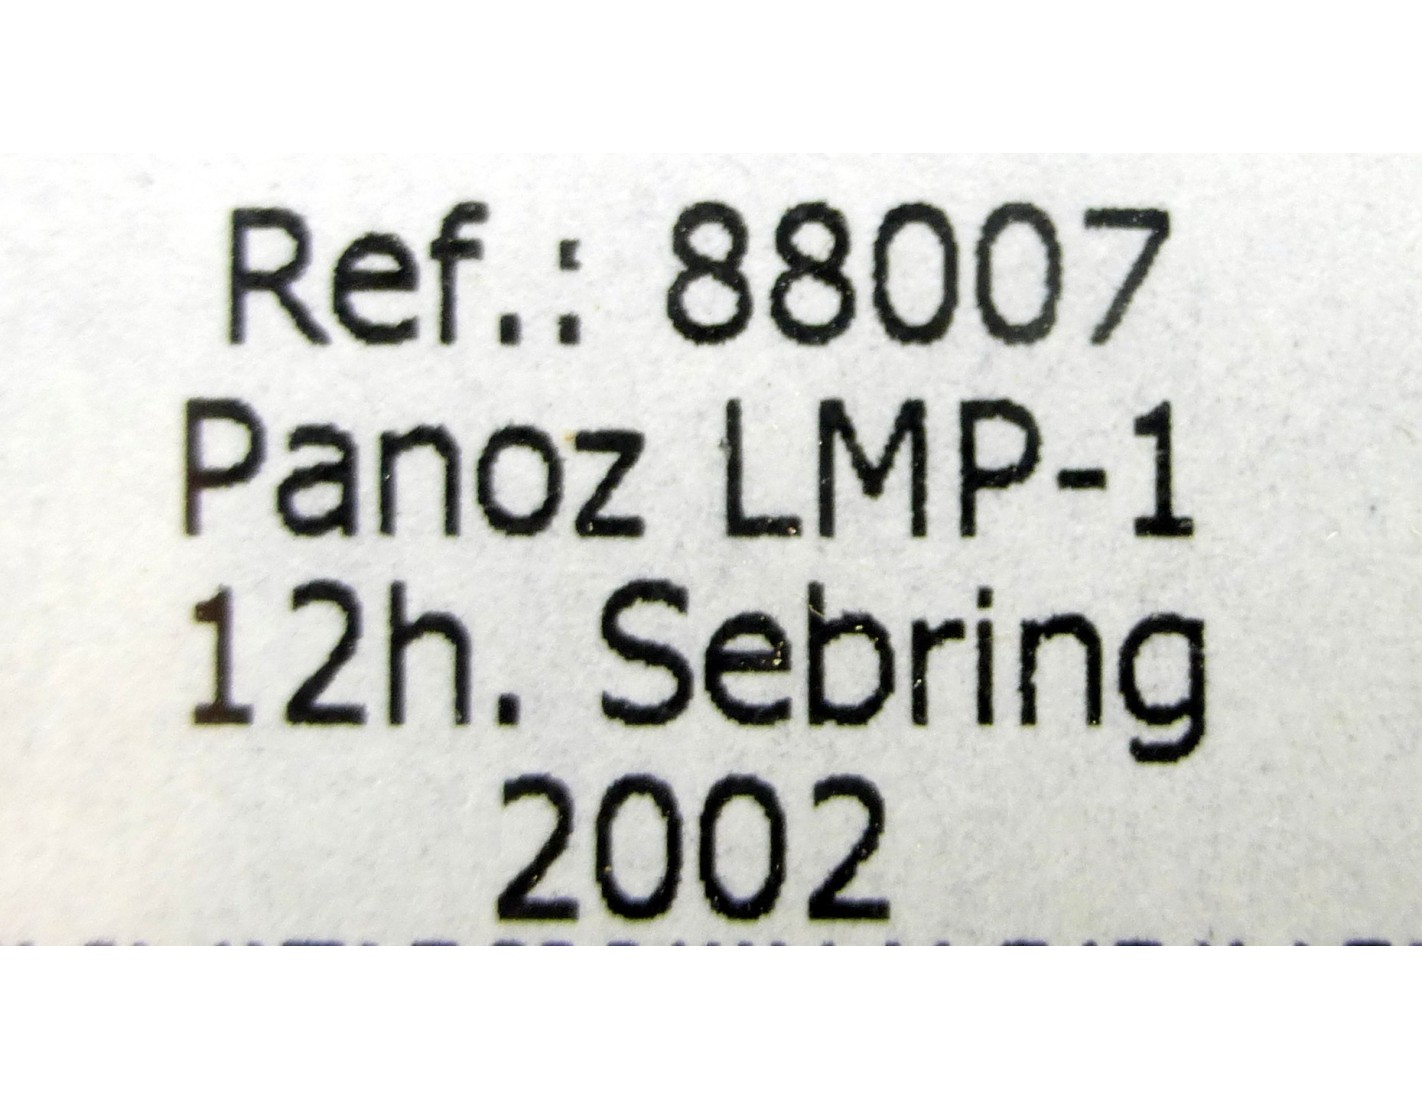 Ref.: 88007
Panoz LMP-1
12h. Sebring
2002